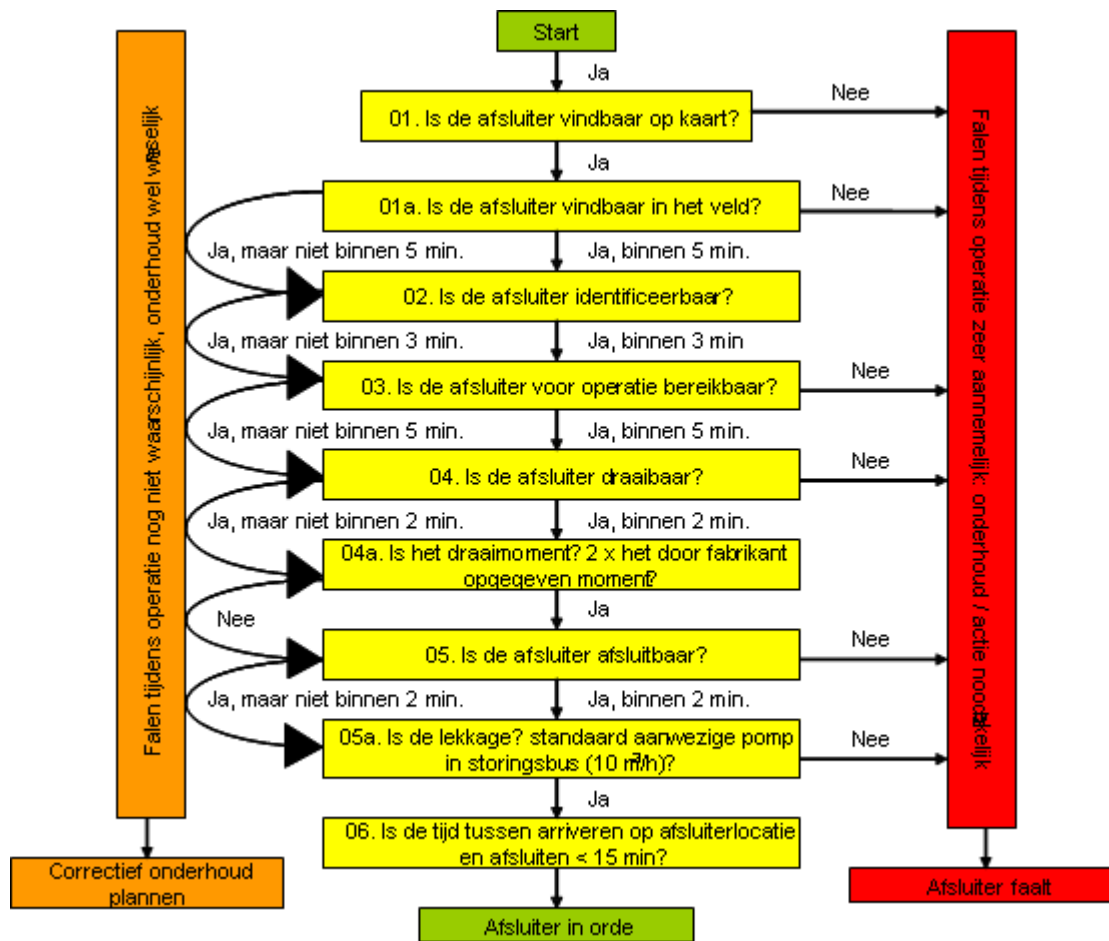 Start
Ja
Nee
01. Is de afsluiter vindbaar op kaart?
Ja
Nee
01a. Is de afsluiter vindbaar in het veld?
Ja, maar niet binnen 5 min.
Ja, binnen 5 min.
02. Is de afsluiter identificeerbaar?
Ja, maar niet binnen 3 min.
Ja, binnen 3 min
Nee
03. Is de afsluiter voor operatie bereikbaar?
Ja, maar niet binnen 5 min.
Ja, binnen 5 min.
Nee
04. Is de afsluiter draaibaar?
Ja, maar niet binnen 2 min.
Ja, binnen 2 min.
04a. Is het draaimoment? 2 x het door fabrikant
opgegeven moment?
Nee
Ja
05. Is de afsluiter afsluitbaar?
Nee
Ja, maar niet binnen 2 min.
Ja, binnen 2 min.
05a. Is de lekkage? standaard aanwezige pomp
in storingsbus (10 m³/h)?
Nee
Ja
06. Is de tijd tussen arriveren op afsluiterlocatie
en afsluiten < 15 min?
Afsluiter in orde
Falen tijdens operatie nog niet waarschijnlijk, onderhoud wel wenselijk
Correctief onderhoud
plannen
Falen tijdens operatie zeer aannemelijk: onderhoud / actie noodzakelijk
Afsluiter faalt